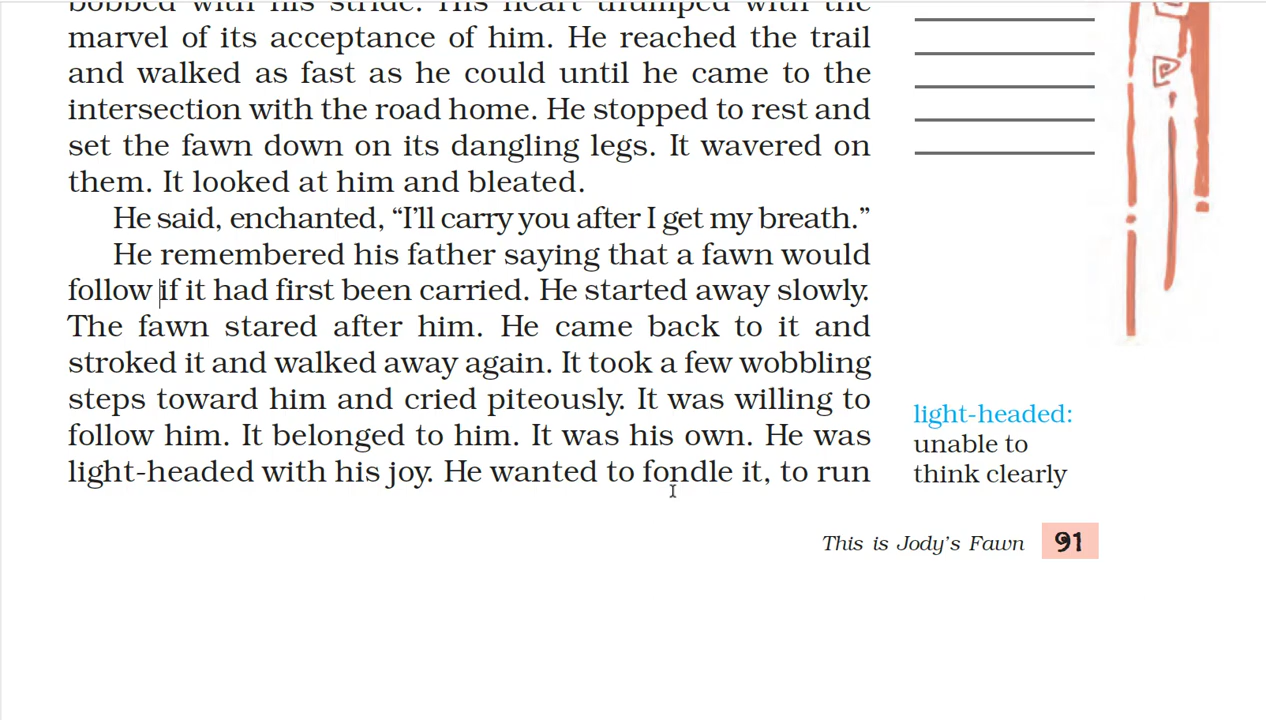 bobbed with his stride. His heart thumped with the
marvel of its acceptance of him. He reached the trail
and walked as fast as he could until he came to the
intersection with the road home. He stopped to rest and
set the fawn down on its dangling legs. It wavered on
them. It looked at him and bleated.
He said, enchanted, “I’ll carry you after I get my breath.”
He remembered his father saying that a fawn would
follow if it had first been carried. He started away slowly.
The fawn stared after him. He came back to it and
stroked it and walked away again. It took a few wobbling
steps toward him and cried piteously. It was willing to
follow him. It belonged to him. It was his own. He was
light-headed with his joy. He wanted to fondle it, to run
light-headed:
unable to
think clearly
This is Jody’s Fawn 91